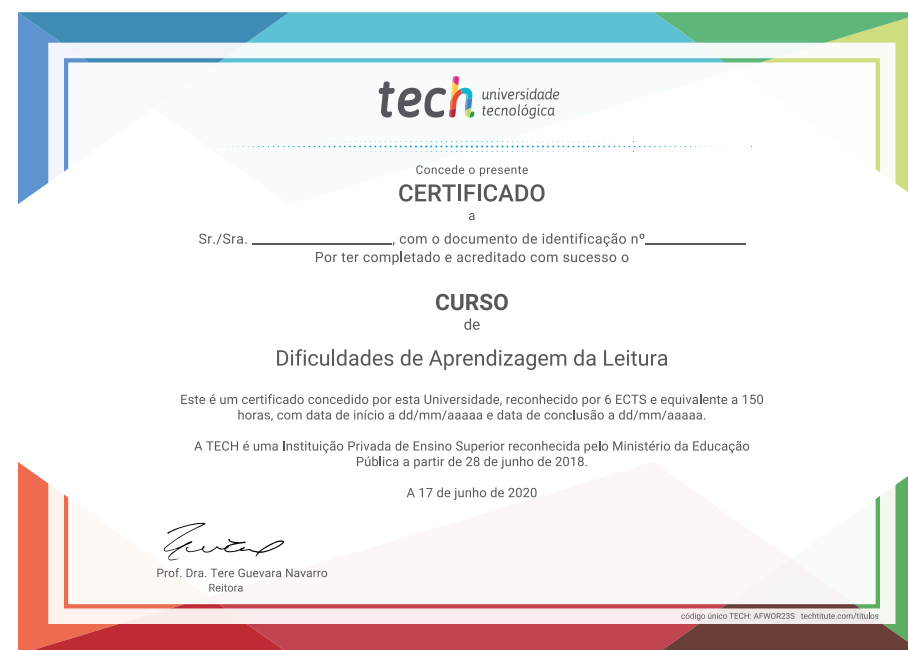 tech universidade
tecnológica
Concede o presente
CERTIFICADO
a
Sr./Sra. ____________________, com o documento de identificação nº______________
Por ter completado e acreditado com sucesso o
CURSO
de
Dificuldades de Aprendizagem da Leitura
Este é um certificado concedido por esta Universidade, reconhecido por 6 ECTS e equivalente a 150
horas, com data de início a dd/mm/aaaaa e data de conclusão a dd/mm/aaaaa.
A TECH é uma Instituição Privada de Ensino Superior reconhecida pelo Ministério da Educação
Pública a partir de 28 de junho de 2018.
A 17 de junho de 2020
Prof. Dra. Tere Guevara Navarro
Reitora
código único TECH: AFWOR23S techtitute.com/titulos